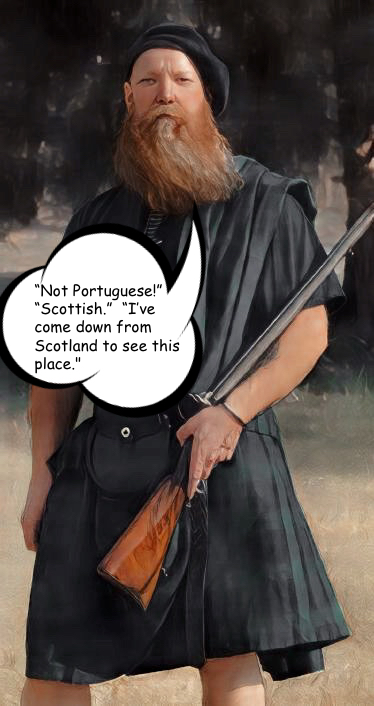 “Not Portuguese!”
“Scottish.”  “I’ve
come down from
Scotland to see this
place."